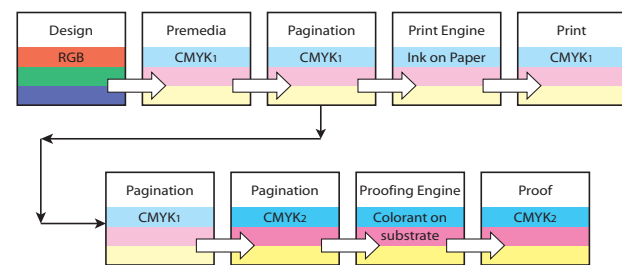 Design
RGB
Premedia
CMYK1
Pagination
CMYK1
Print Engine
Ink on Paper
Print
CMYK1
Pagination
CMYK1
Pagination
CMYK2
Proofing Engine
Colorant on
substrate
Proof
CMYK2